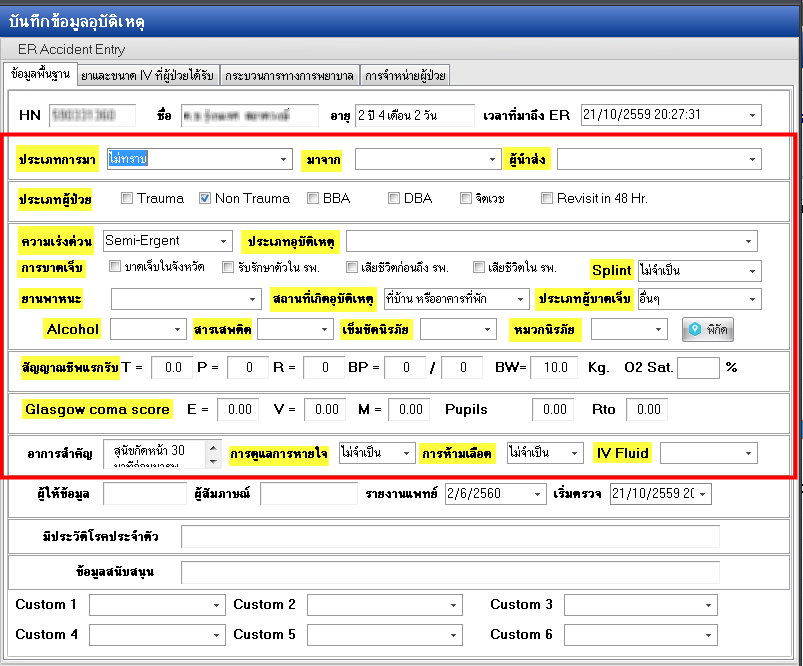 บันทึกข้อมูลอุบัติเหตุ
ER Accident Entry
ข้อมูลพื้นฐาน ยาและขนาด IV ที่ผู้ป่วยได้รับ กระบวนการทางการพยาบาล การจำหน่ายผู้ป่วย
HN ชื่อ อายุ 2 ปี 4 เดือน 2 วัน เวลาที่มาถึง ER 21/10/2559 20:27:31
ประเภทการมา ไม่ทราบ มาจาก ผู้นำส่ง
ประเภทผู้ป่วย Trauma Non Trauma BBA DBA จิตเวช Revisit in 48 Hr.
ความเร่งด่วน Semi-Ergent ประเภทอุบัติเหตุ
การบาดเจ็บ บาดเจ็บในจังหวัด รับรักษาตัวใน รพ. เสียชีวิตก่อนถึง รพ. เสียชีวิตใน รพ. Splint ไม่จำเป็น
ยานพาหนะ สถานที่เกิดอุบัติเหตุ ที่บ้าน หรืออาคารที่พัก ประเภทผู้บาดเจ็บ อื่นๆ
Alcohol สารเสพติด เข็มขัดนิรภัย หมวกนิรภัย พิกัด
สัญญาณชีพแรกรับ T = 0.0 P = 0 R = 0 BP = 0 / 0 BW= 10.0 Kg. O2 Sat. %
Glasgow coma score E = 0.00 V = 0.00 M = 0.00 Pupils 0.00 Rto 0.00
อาการสำคัญ สุนัขกัดหน้า 30 การดูแลการหายใจ ไม่จำเป็น การห้ามเลือด ไม่จำเป็น IV Fluid
นาทีก่อนมารพ
ผู้ให้ข้อมูล ผู้สัมภาษณ์ รายงานแพทย์ 2/6/2560 เริ่มตรวจ 21/10/2559 20:
มีประวัติโรคประจำตัว
ข้อมูลสนับสนุน
Custom 1 Custom 2 Custom 3
Custom 4 Custom 5 Custom 6